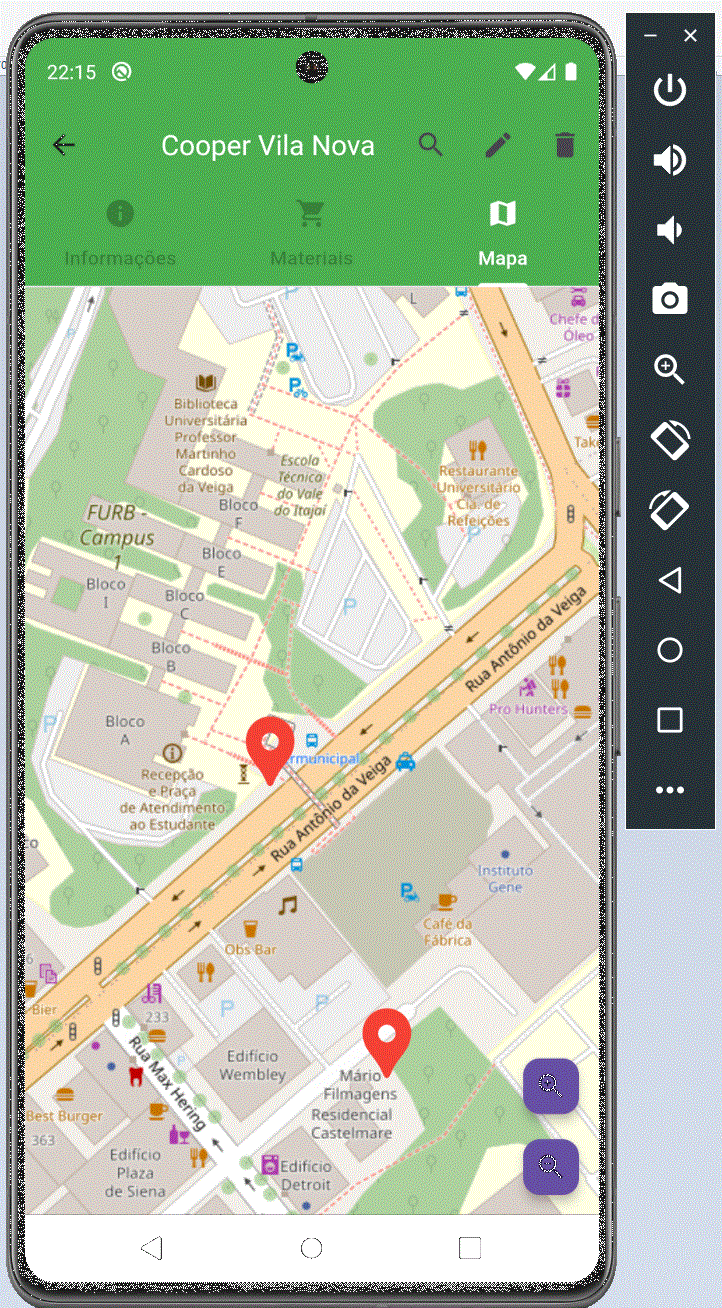 22:15
Cooper Vila Nova
Informações
Materiais
Mapa
L
Chefe d
Óleo
Biblioteca
Universitária
Professor
Martinho
Cardoso
da Veiga
Escola
Técnica
do Vale
do Itajaí
Restaurante
Universitário
Cia. de
Refeições
Take
FURB -
Campus
1
Bloco
F
Bloco
E
Bloco
I
Bloco
C
Bloco
B
P
P
P
P
Rua Antônio da Veiga
Pro Hunters
Bloco
A
rmunicipal
Recepção
e Praça
de Atendimento
ao Estudante
Rua Antônio da Veiga
co
Instituto
Gene
Café da
Fábrica
Obs Bar
6
Bier
233
P
P
Rua Max Hering
Edifício
Wembley
Mário
Filmagens
Residencial
Castelmare
Best Burger
363
Edifício
Plaza
de Siena
Edifício
Detroit